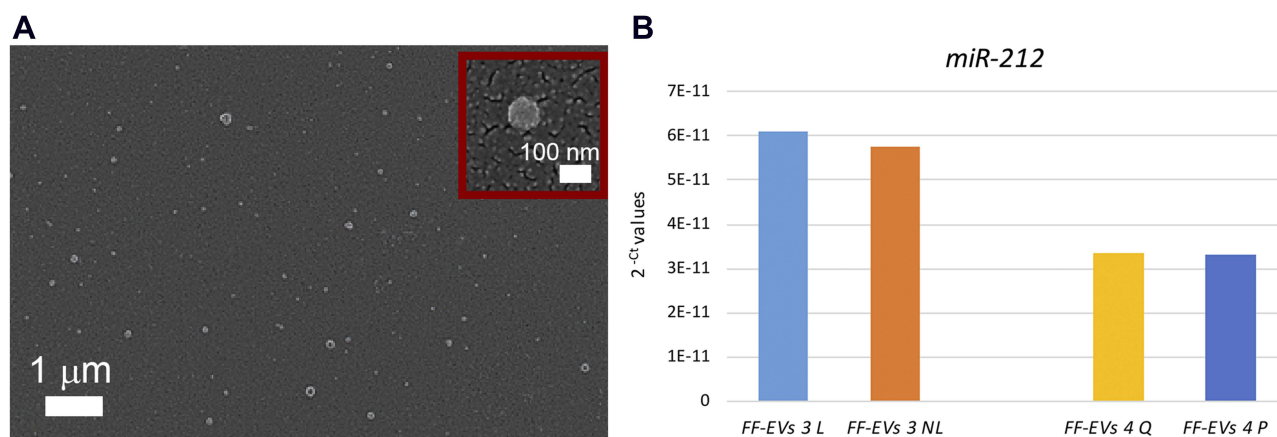 A
100 nm
1 μm
B
miR-212
2 -Ct values
7E-11
6E-11
5E-11
4E-11
3E-11
2E-11
1E-11
0
FF-EVs 3 L FF-EVs 3 NL FF-EVs 4 Q FF-EVs 4 P